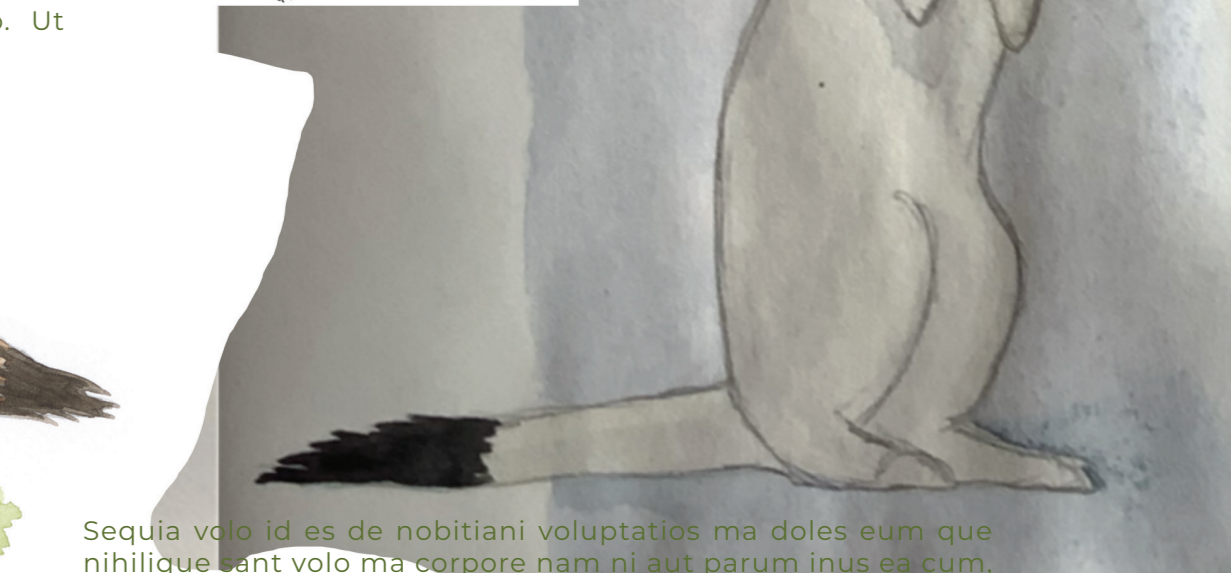 . Ut
Sequia volo id es de nobitiani voluptatios ma doles eum que
nihilique sant volo ma corpore nam ni aut parum inus ea cum,